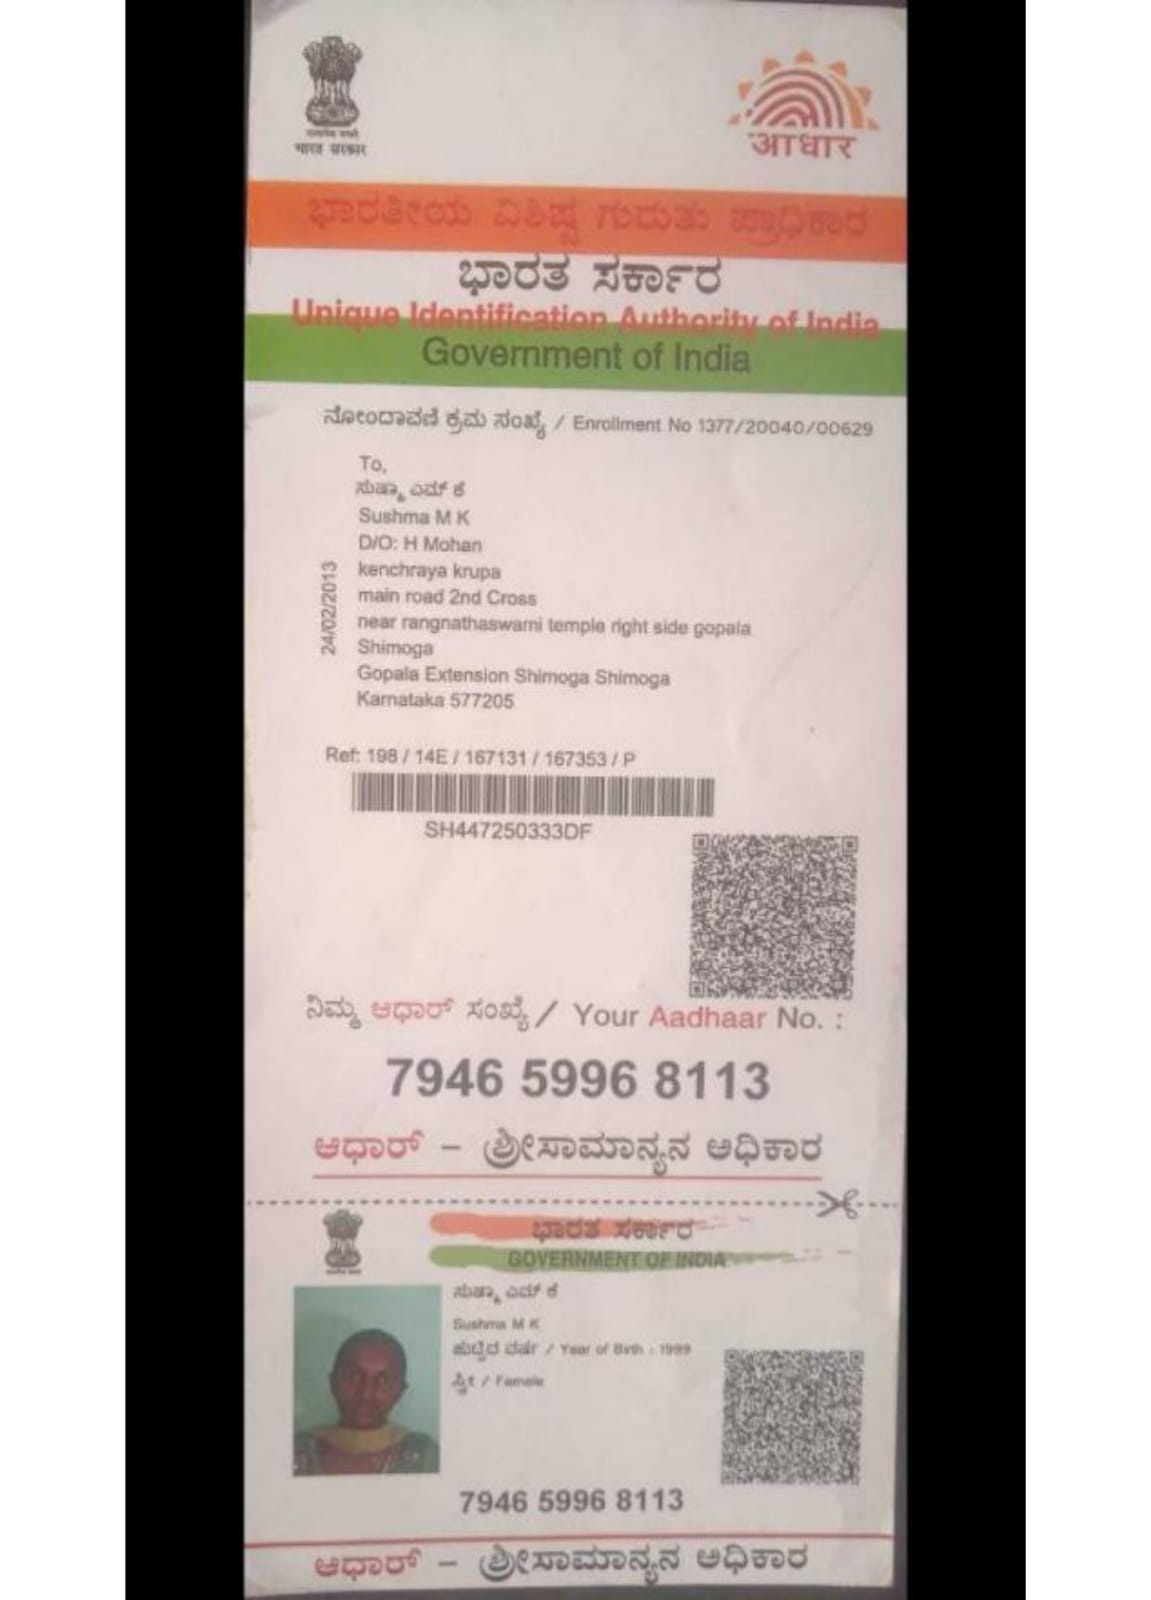 सत्यमेव जयते
भारत सरकार
आधार
ಭಾರತೀಯ ವಿಶಿಷ್ಟ ಗುರುತು ಪ್ರಾಧಿಕಾರ
ಭಾರತ ಸರ್ಕಾರ
Unique Identification Authority of India
Government of India
ನೋಂದಾವಣಿ ಕ್ರಮ ಸಂಖ್ಯೆ / Enrollment No 1377/20040/00629
To,
ಸುಷ್ಮಾ ಎಮ್ ಕೆ
Sushma M K
D/O: H Mohan
kenchraya krupa
main road 2nd Cross
near rangnathaswami temple right side gopala
Shimoga
Gopala Extension Shimoga Shimoga
Karnataka 577205
24/02/2013
Ref: 198 / 14E / 167131 / 167353 / P
SH447250333DF
ನಿಮ್ಮ ಆಧಾರ್ ಸಂಖ್ಯೆ / Your Aadhaar No. :
7946 5996 8113
ಆಧಾರ್ – ಶ್ರೀಸಾಮಾನ್ಯನ ಅಧಿಕಾರ
ಭಾರತ ಸರ್ಕಾರ
GOVERNMENT OF INDIA
ಸುಷ್ಮಾ ಎಮ್ ಕೆ
Sushma M K
ಹುಟ್ಟಿದ ವರ್ಷ / Year of Birth : 1999
ಸ್ತ್ರೀ / Female
7946 5996 8113
ಆಧಾರ್ – ಶ್ರೀಸಾಮಾನ್ಯನ ಅಧಿಕಾರ